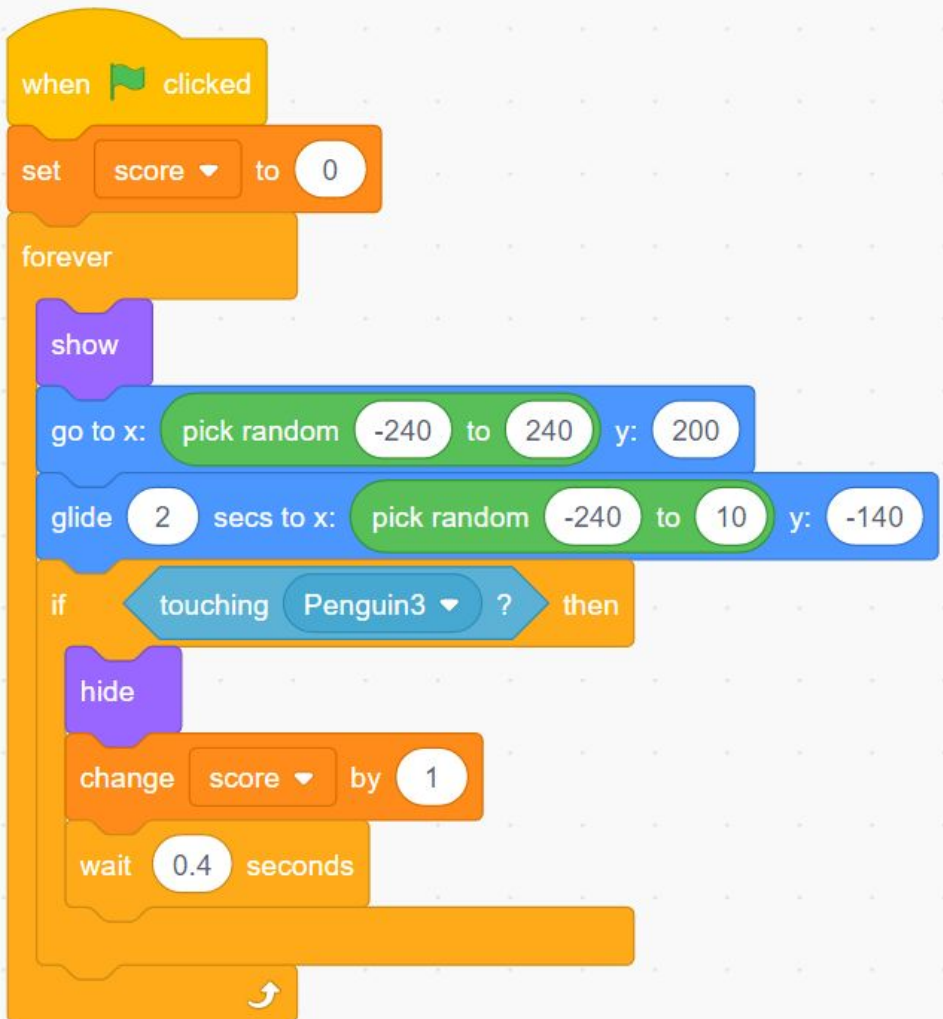 when clicked
set score to 0
forever
show
go to x: pick random -240 to 240 y: 200
glide 2 secs to x: pick random -240 to 10 y: -140
if touching Penguin3 ? then
hide
change score by 1
wait 0.4 seconds